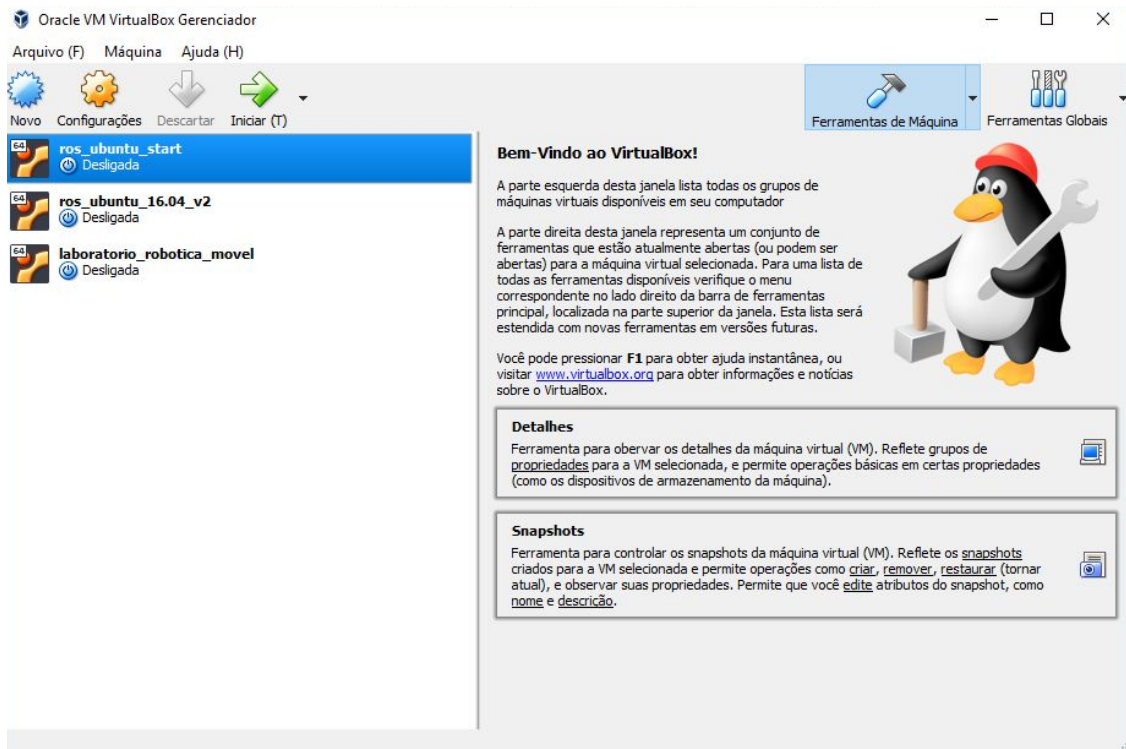 Oracle VM VirtualBox Gerenciador
Arquivo (F) Máquina Ajuda (H)
Novo Configurações Descartar Iniciar (T) Ferramentas de Máquina Ferramentas Globais
64
ros_ubuntu_start
Desligada
64
ros_ubuntu_16.04_v2
Desligada
64
laboratorio_robotica_movel
Desligada
Bem-Vindo ao VirtualBox!
A parte esquerda desta janela lista todas os grupos de
máquinas virtuais disponíveis em seu computador
A parte direita desta janela representa um conjunto de
ferramentas que estão atualmente abertas (ou podem ser
abertas) para a máquina virtual selecionada. Para uma lista de
todas as ferramentas disponíveis verifique o menu
correspondente no lado direito da barra de ferramentas
principal, localizada na parte superior da janela. Esta lista será
estendida com novas ferramentas em versões futuras.
Você pode pressionar F1 para obter ajuda instantânea, ou
visitar www.virtualbox.org para obter informações e notícias
sobre o VirtualBox.
Detalhes
Ferramenta para obervar os detalhes da máquina virtual (VM). Reflete grupos de
propriedades para a VM selecionada, e permite operações básicas em certas propriedades
(como os dispositivos de armazenamento da máquina).
Snapshots
Ferramenta para controlar os snapshots da máquina virtual (VM). Reflete os snapshots
criados para a VM selecionada e permite operações como criar, remover, restaurar (tornar
atual), e observar suas propriedades. Permite que você edite atributos do snapshot, como
nome e descrição.